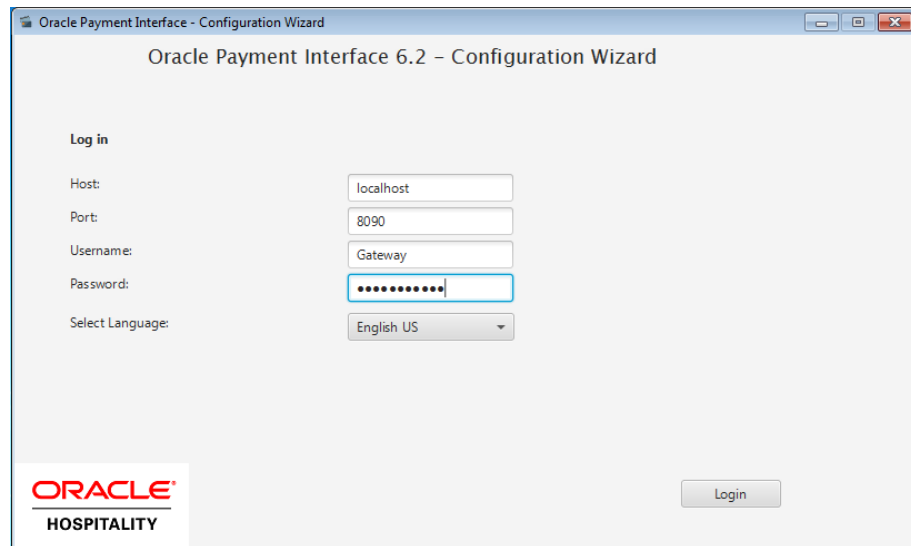 Oracle Payment Interface - Configuration Wizard
Oracle Payment Interface 6.2 – Configuration Wizard
Log in
Host: localhost
Port: 8090
Username: Gateway
Password: •••••••••••
Select Language: English US
Login
ORACLE®
HOSPITALITY